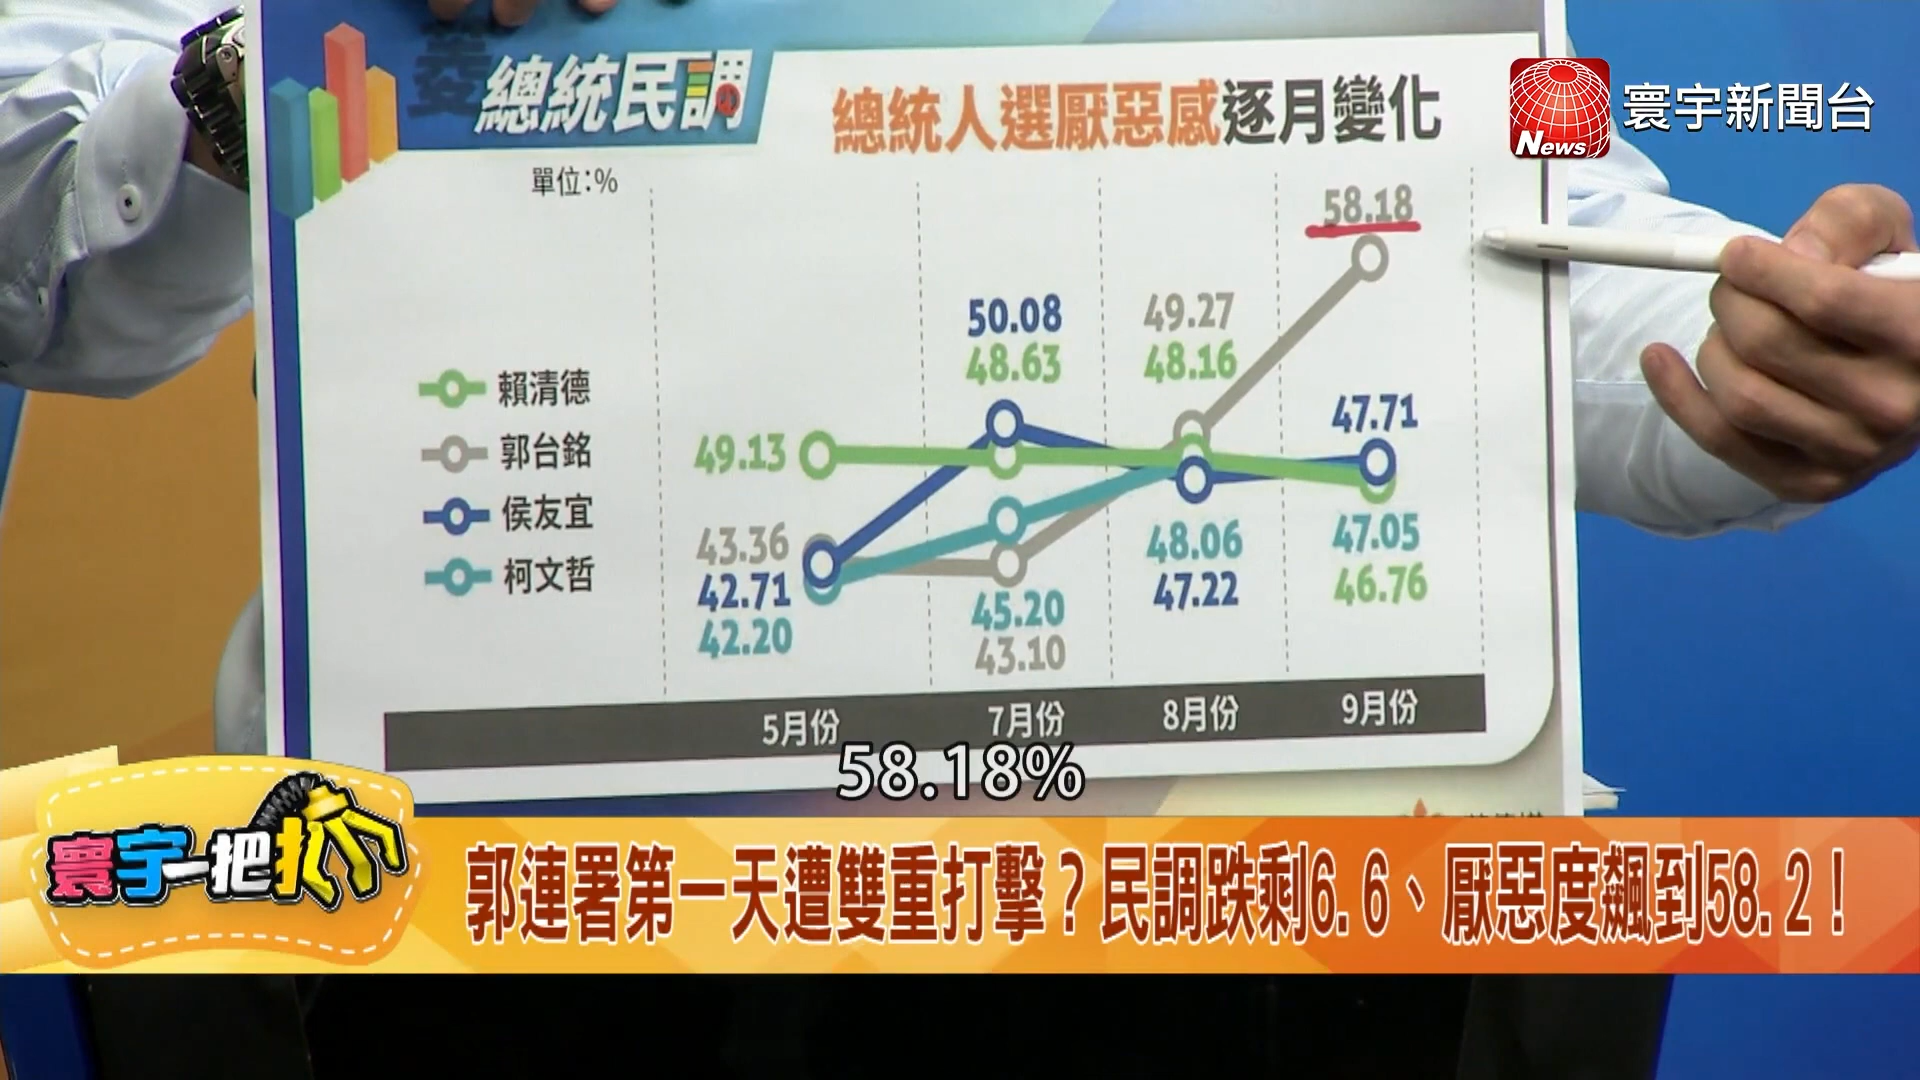 菱總統民調
總統人選厭惡感逐月變化
News 寰宇新聞台
單位:%
58.18
50.08
48.63
49.27
48.16
47.71
賴清德
郭台銘
侯友宜
柯文哲
49.13
43.36
42.71
42.20
45.20
43.10
48.06
47.22
47.05
46.76
5月份 7月份 8月份 9月份
58.18%
寰宇一把抓
郭連署第一天遭雙重打擊?民調跌剩6.6、厭惡度飆到58.2!